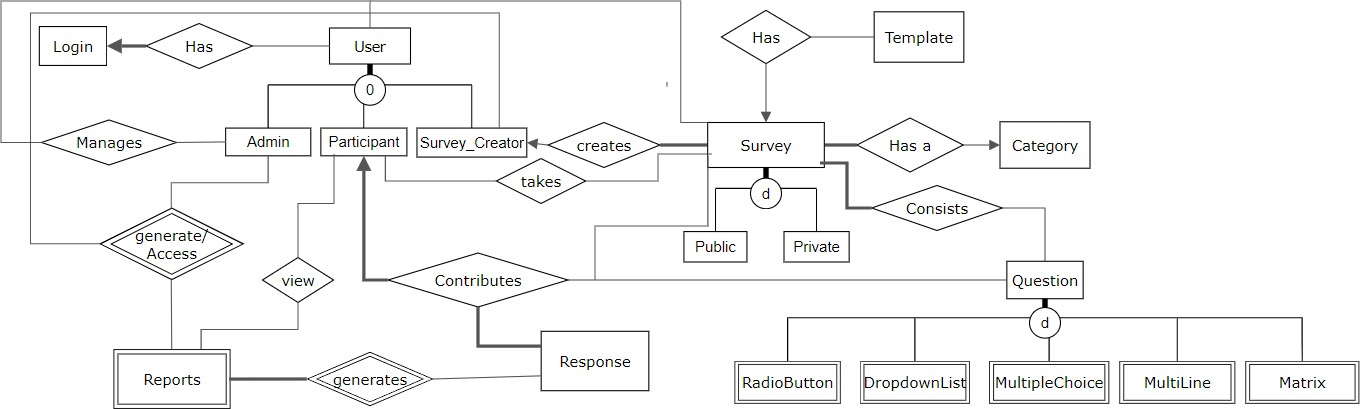 Login
Has
User
Has
Template
0
Manages
Admin
Participant
Survey_Creator
creates
Survey
Has a
Category
takes
d
Consists
generate/
Access
Public
Private
view
Contributes
Question
d
Response
Reports
generates
RadioButton
DropdownList
MultipleChoice
MultiLine
Matrix